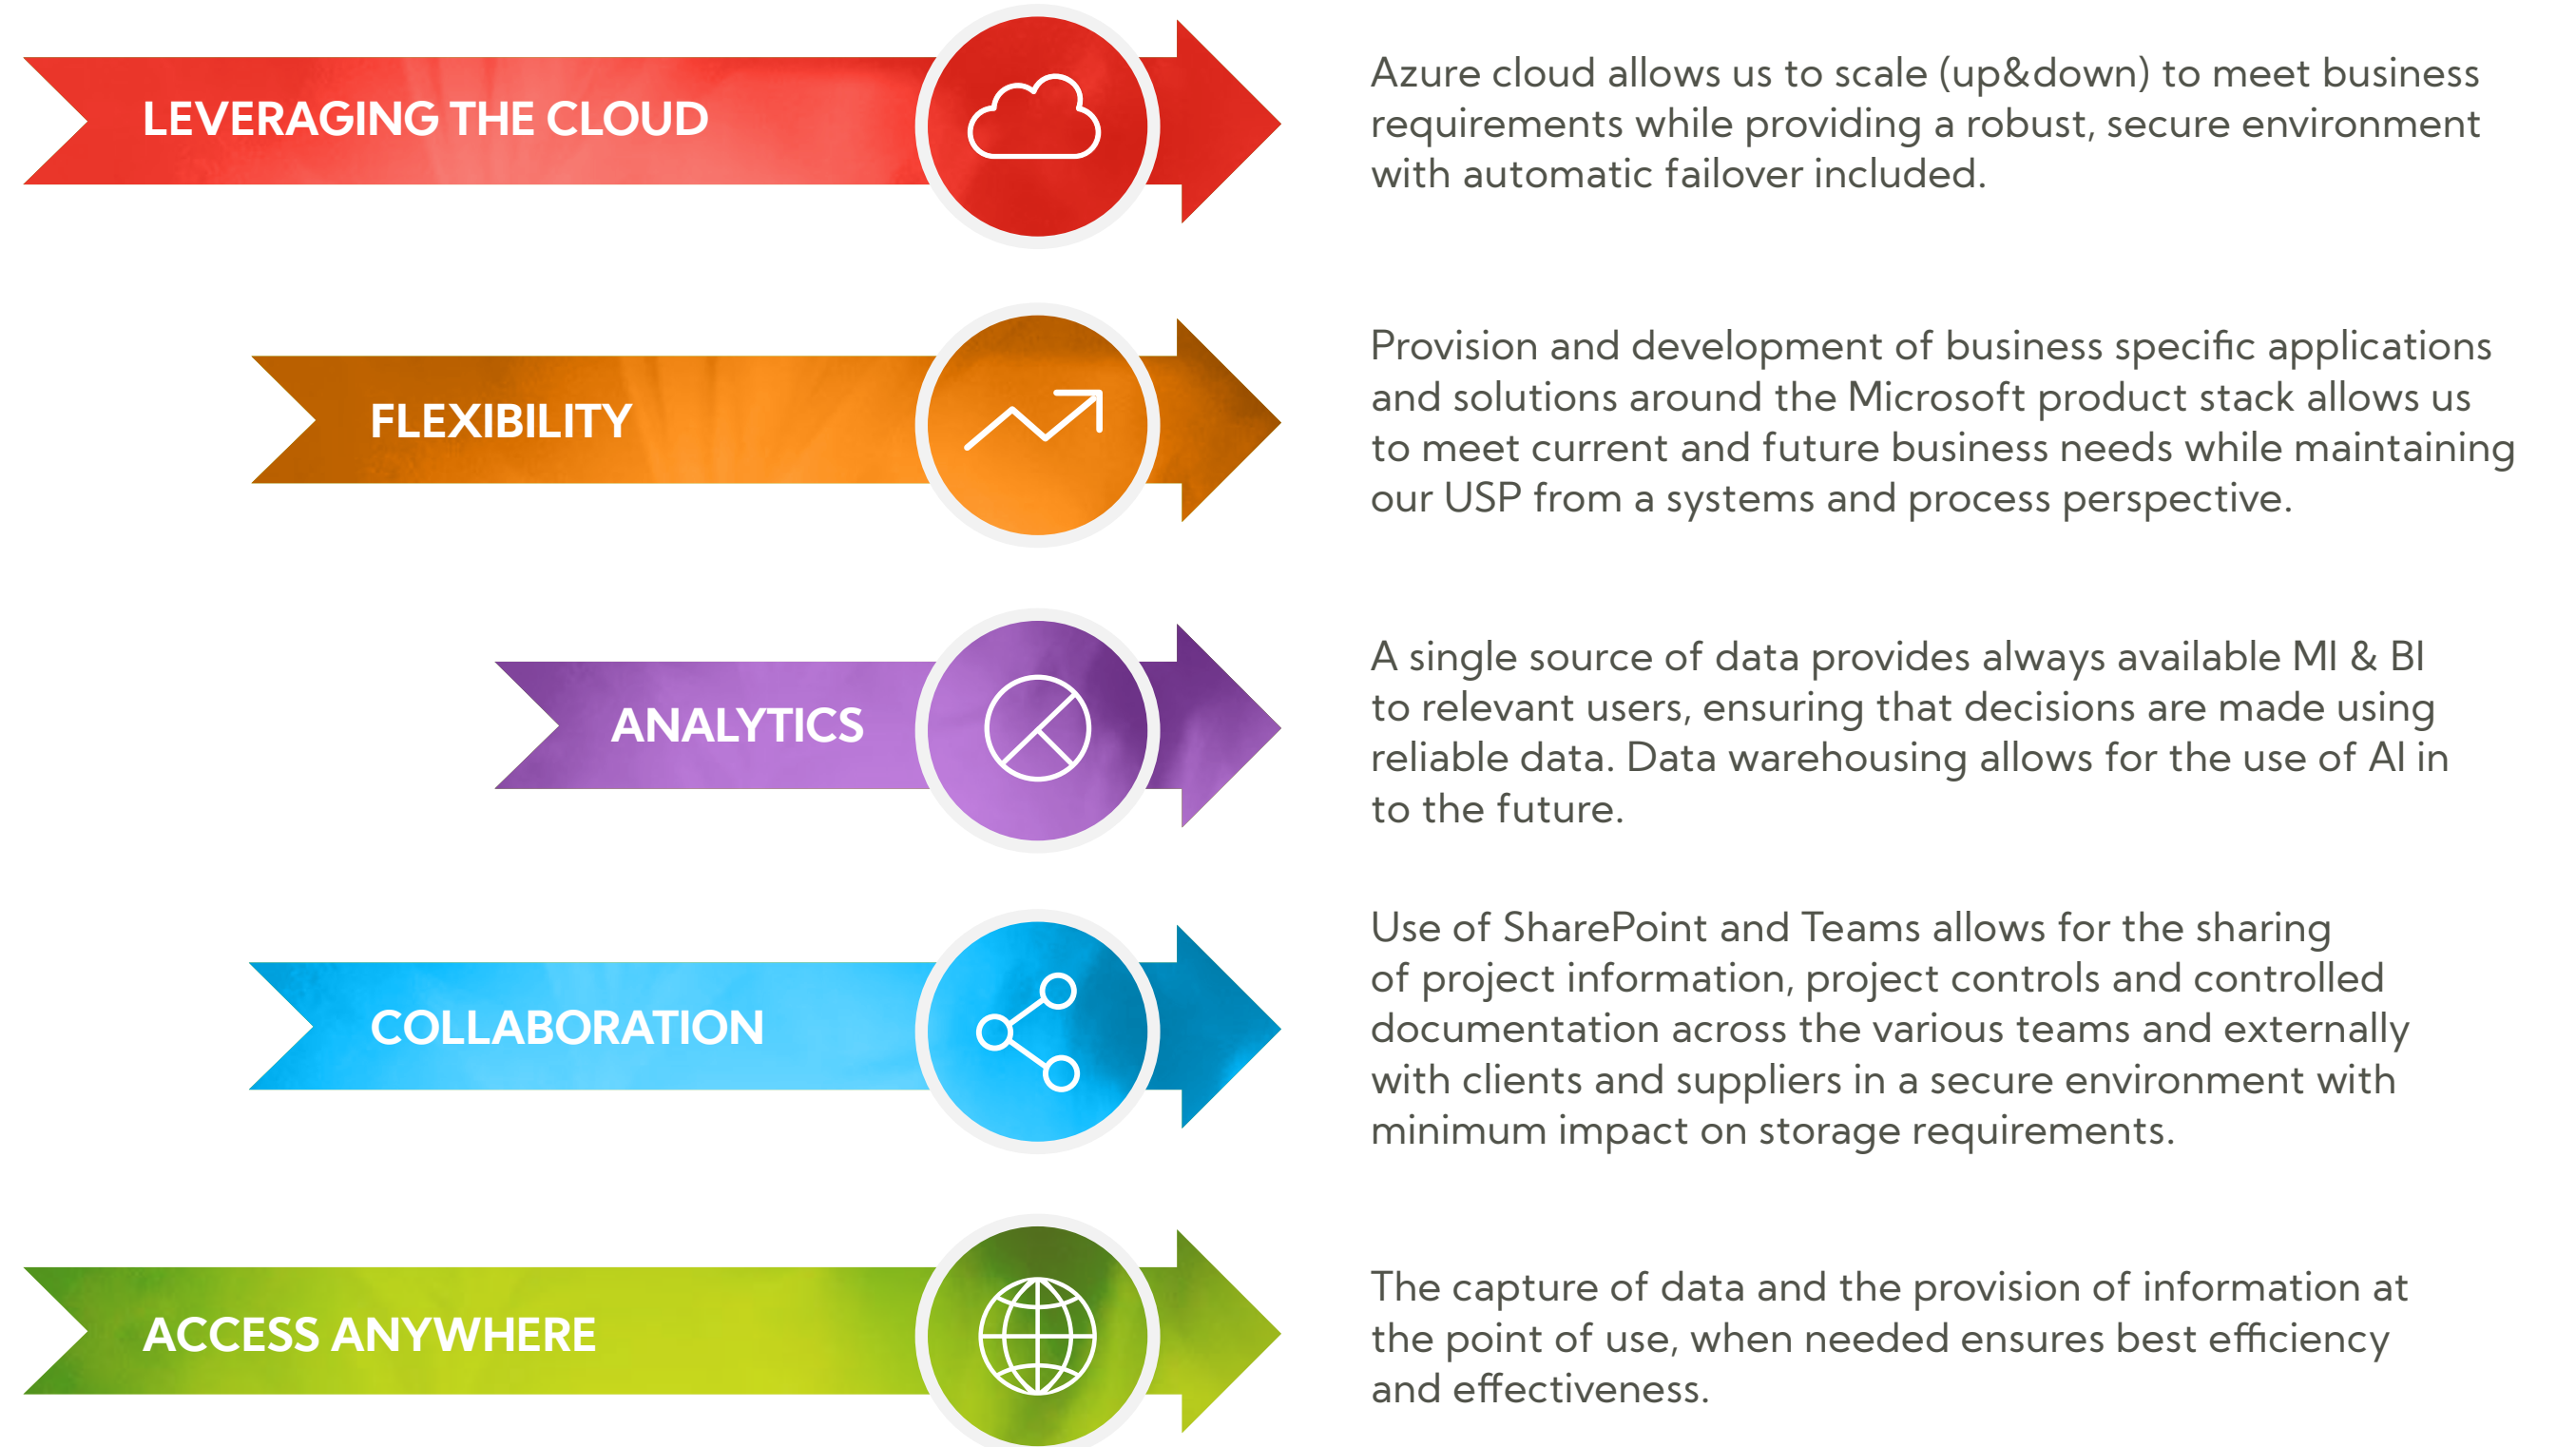 LEVERAGING THE CLOUD
Azure cloud allows us to scale (up&down) to meet business
requirements while providing a robust, secure environment
with automatic failover included.
FLEXIBILITY
Provision and development of business specific applications
and solutions around the Microsoft product stack allows us
to meet current and future business needs while maintaining
our USP from a systems and process perspective.
ANALYTICS
A single source of data provides always available MI & BI
to relevant users, ensuring that decisions are made using
reliable data. Data warehousing allows for the use of AI in
to the future.
COLLABORATION
Use of SharePoint and Teams allows for the sharing
of project information, project controls and controlled
documentation across the various teams and externally
with clients and suppliers in a secure environment with
minimum impact on storage requirements.
ACCESS ANYWHERE
The capture of data and the provision of information at
the point of use, when needed ensures best efficiency
and effectiveness.